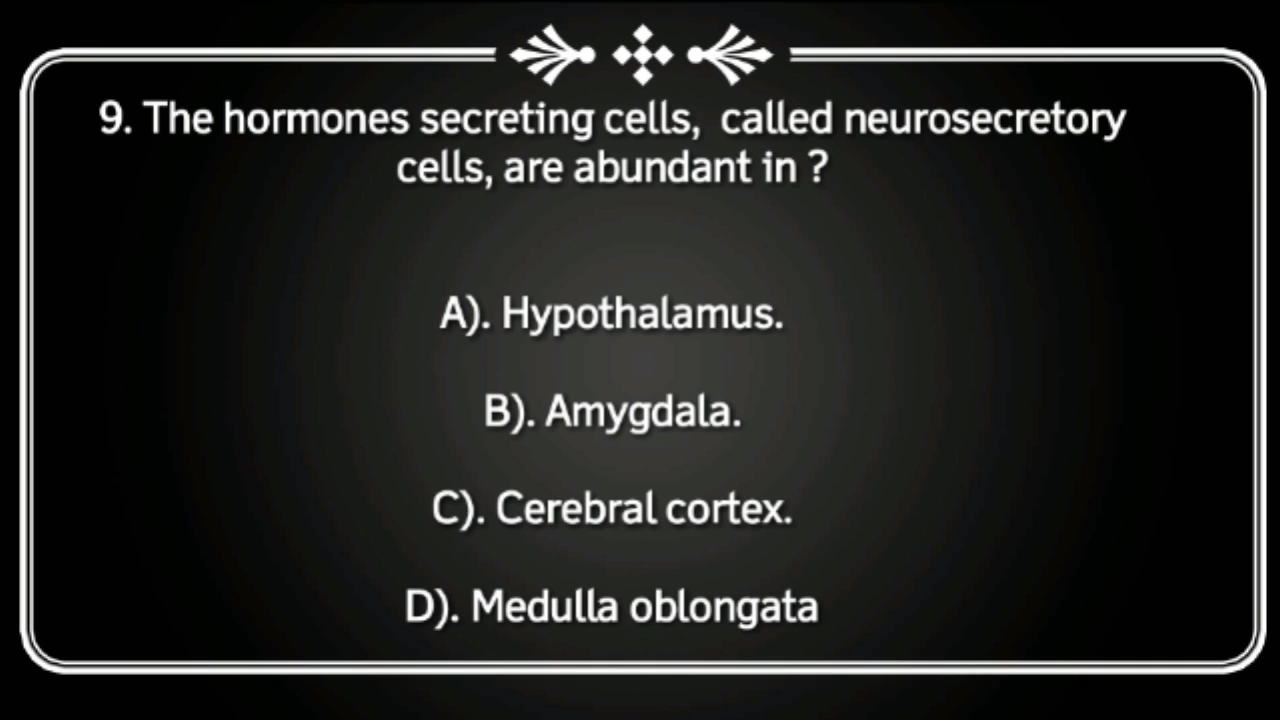 9. The hormones secreting cells,  called neurosecretory
cells, are abundant in ?
A). Hypothalamus.
B). Amygdala.
C). Cerebral cortex.
D). Medulla oblongata